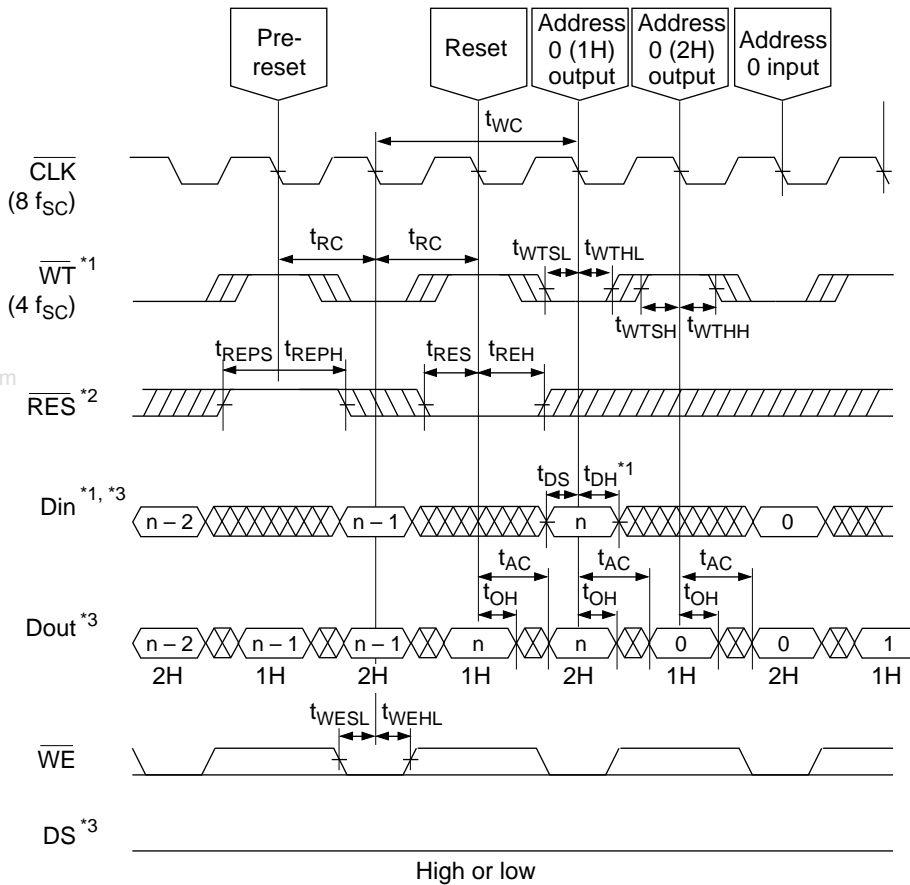 Pre-
reset
Reset
Address
0 (1H)
output
Address
0 (2H)
output
Address
0 input
tWC
CLK
(8 fSC)
tRC
tRC
tWTSL
tWTHL
WT *1
(4 fSC)
tWTSH
tWTHH
tREPS
tREPH
tRES
tREH
m
RES *2
tDS
tDH *1
Din *1, *3
n – 2
n – 1
n
0
tAC
tAC
tAC
tOH
tOH
tOH
Dout *3
n – 2
n – 1
n – 1
n
n
0
0
1
2H
1H
2H
1H
2H
1H
2H
1H
tWESL
tWEHL
WE
DS *3
High or low